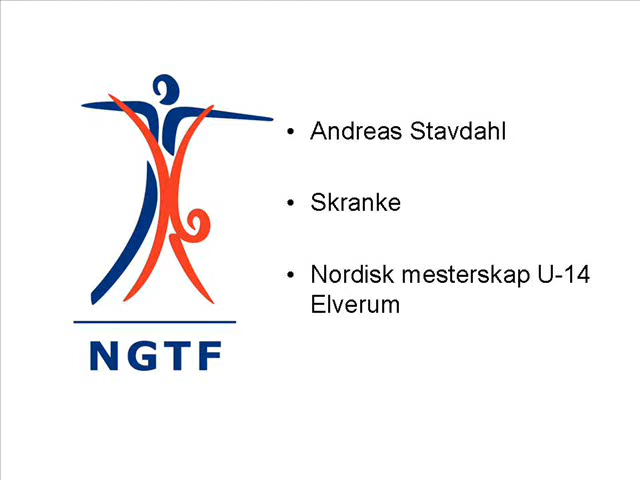 • Andreas Stavdahl
• Skranke
• Nordisk mesterskap U-14
Elverum
NGTF